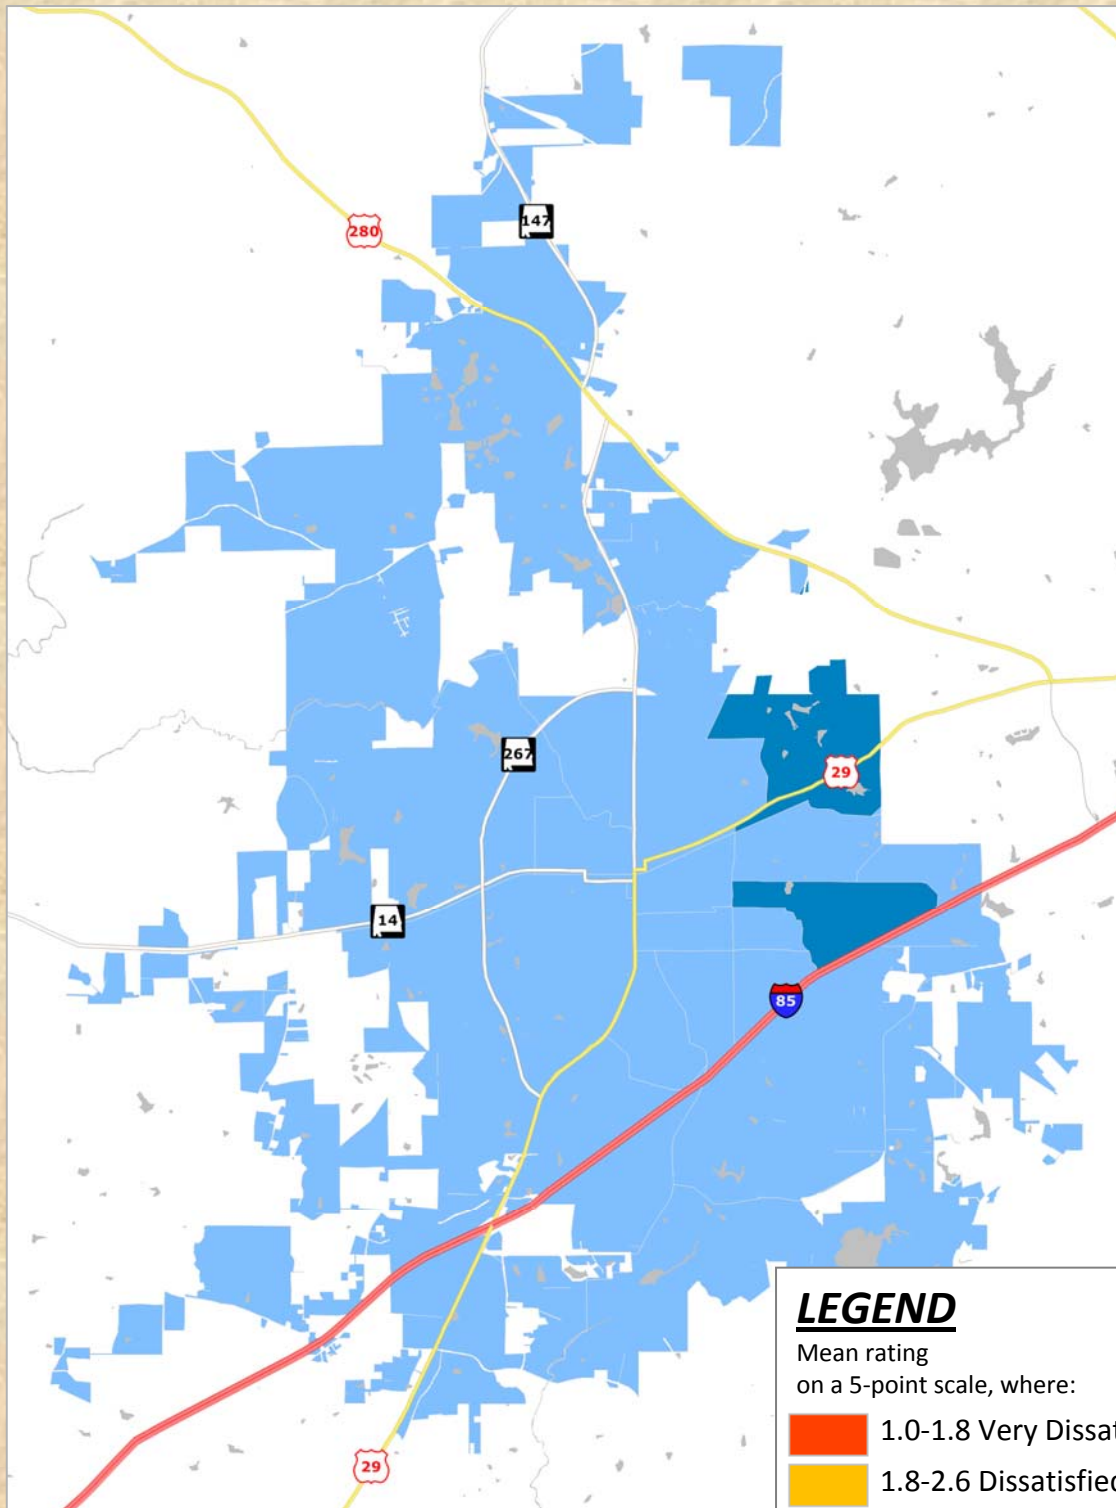 147
280
267
29
14
85
29
LEGEND
Mean rating
on a 5-point scale, where:
1.0-1.8 Very
1.8-2.6 Dissatisfied